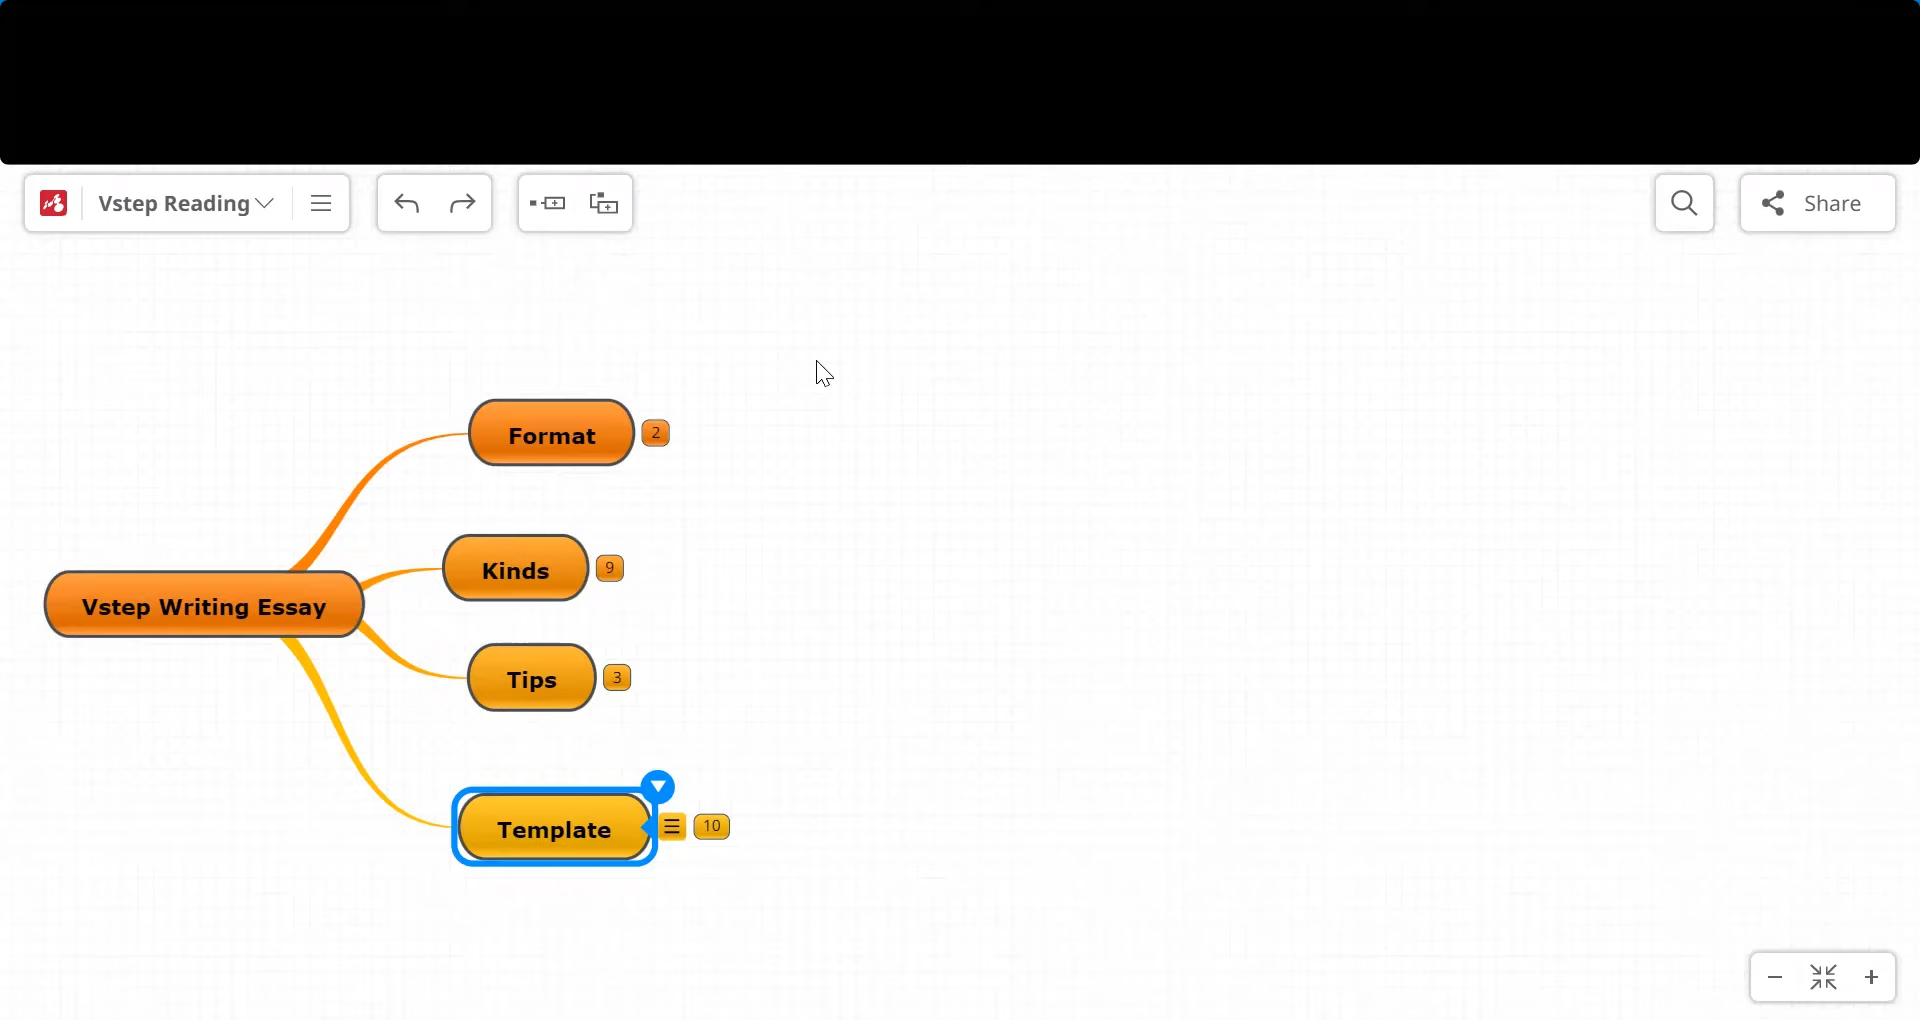 Vstep Reading
Share
Format
2
Kinds
9
Vstep Writing Essay
Tips
3
Template
10